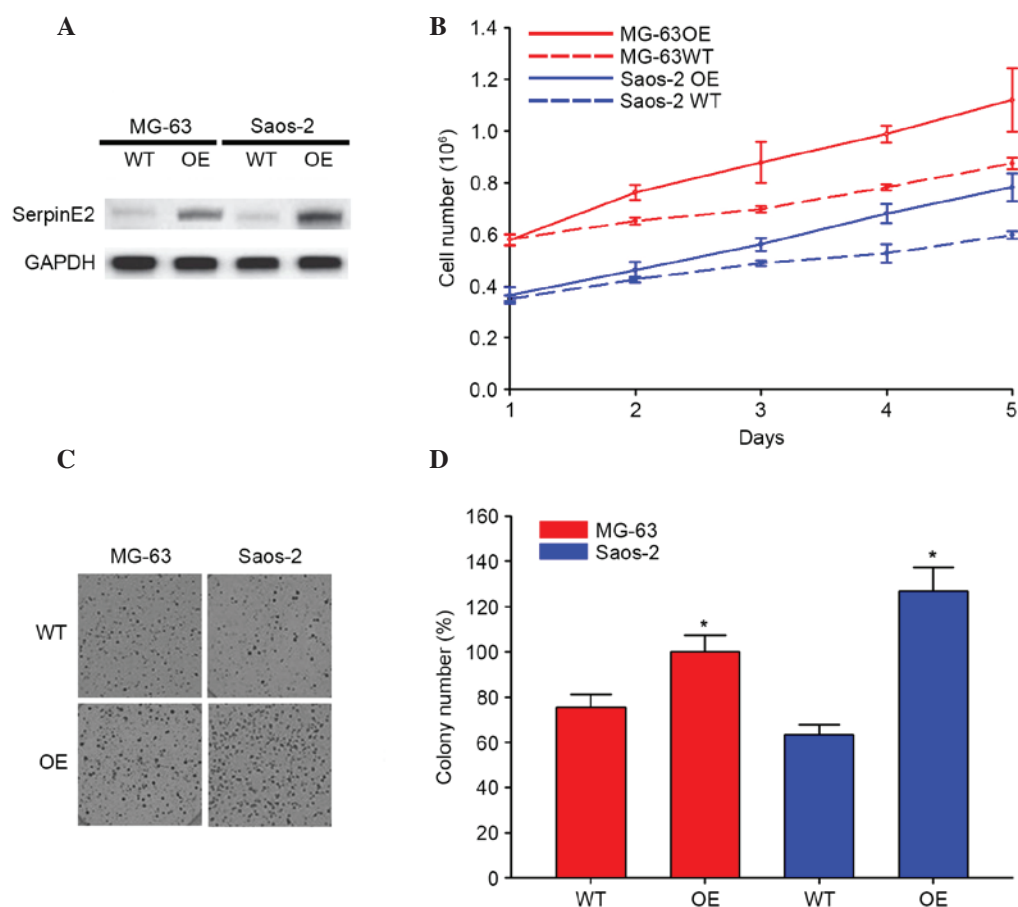 A
MG-63 Saos-2
WT OE WT OE
SerpinE2
GAPDH
B
MG-63OE
MG-63WT
Saos-2 OE
Saos-2 WT
Cell number (10⁶)
1.4
1.2
1.0
0.8
0.6
0.4
0.2
0.0
1 2 3 4 5
Days
C
MG-63 Saos-2
WT
OE
D
MG-63
Saos-2
Colony number (%)
160
140
120
100
80
60
40
20
0
* *
WT OE WT OE